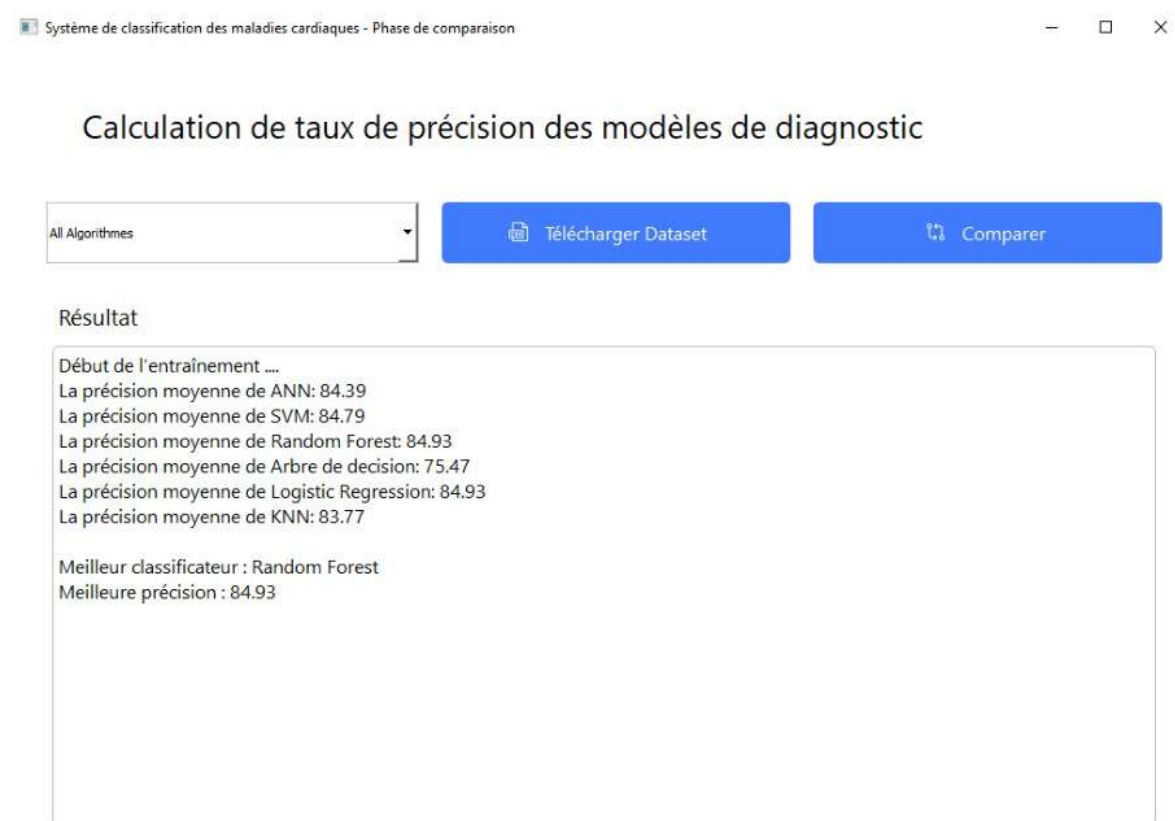 Système de classification des maladies cardiaques - Phase de comparaison
Calculation de taux de précision des modèles de diagnostic
All Algorithmes
Télécharger Dataset
Comparer
Résultat
Début de l'entraînement ....
La précision moyenne de ANN: 84.39
La précision moyenne de SVM: 84.79
La précision moyenne de Random Forest: 84.93
La précision moyenne de Arbre de decision: 75.47
La précision moyenne de Logistic Regression: 84.93
La précision moyenne de KNN: 83.77
Meilleur classificateur : Random Forest
Meilleure précision : 84.93